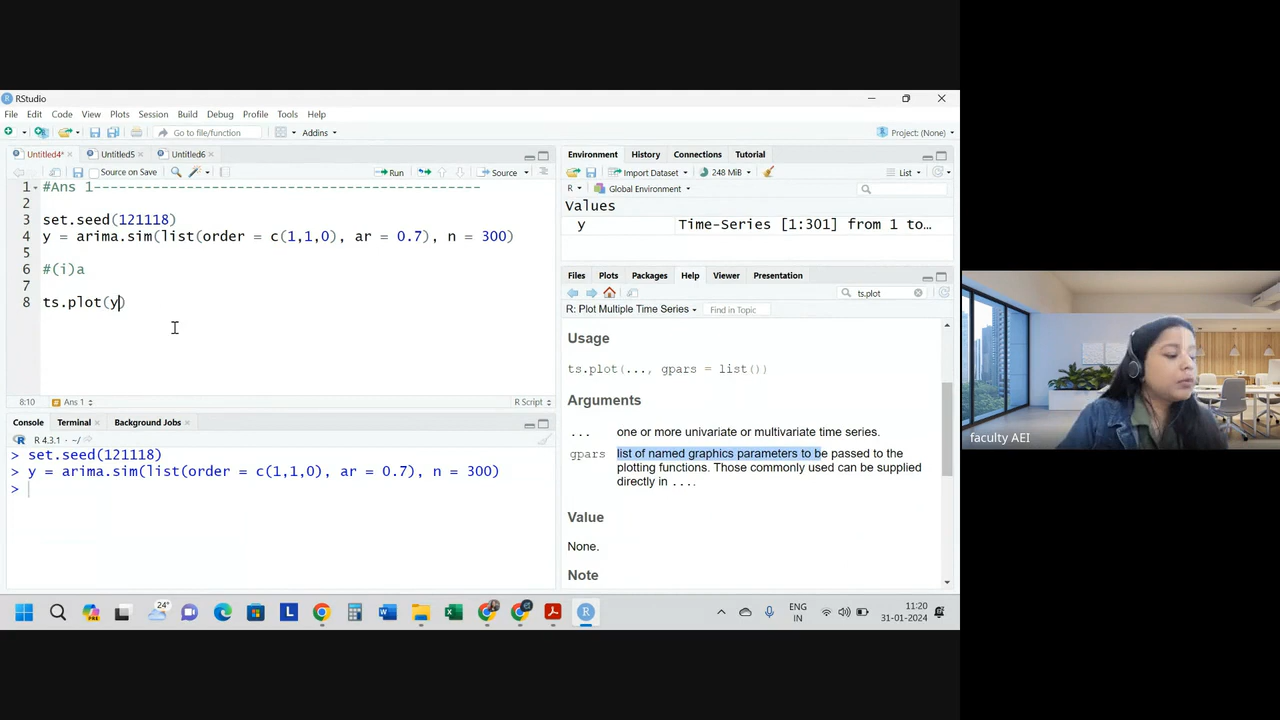 RStudio
File Edit Code View Plots Session Build Debug Profile Tools Help
Go to file/function
Addins
Project: (None)
Untitled4*
Untitled5
Untitled6
Source on Save
Run
Source
1 #Ans 1---------------------------------------------
2
3 set.seed(121118)
4 y = arima.sim(list(order = c(1,1,0), ar = 0.7), n = 300)
5
6 #(i)a
7
8 ts.plot(y)
8:10
Ans 1
R Script
Console Terminal Background Jobs
R 4.3.1 · ~/
> set.seed(121118)
> y = arima.sim(list(order = c(1,1,0), ar = 0.7), n = 300)
>
Environment History Connections Tutorial
Import Dataset
248 MiB
List
R
Global Environment
Values
y Time-Series [1:301] from 1 to…
Files Plots Packages Help Viewer Presentation
ts.plot
R: Plot Multiple Time Series
Find in Topic
Usage
ts.plot(..., gpars = list())
Arguments
... one or more univariate or multivariate time series.
gpars list of named graphics parameters to be passed to the
plotting functions. Those commonly used can be supplied
directly in ....
Value
None.
Note
faculty AEI
24°
PRE
ENG
IN
11:20
31-01-2024